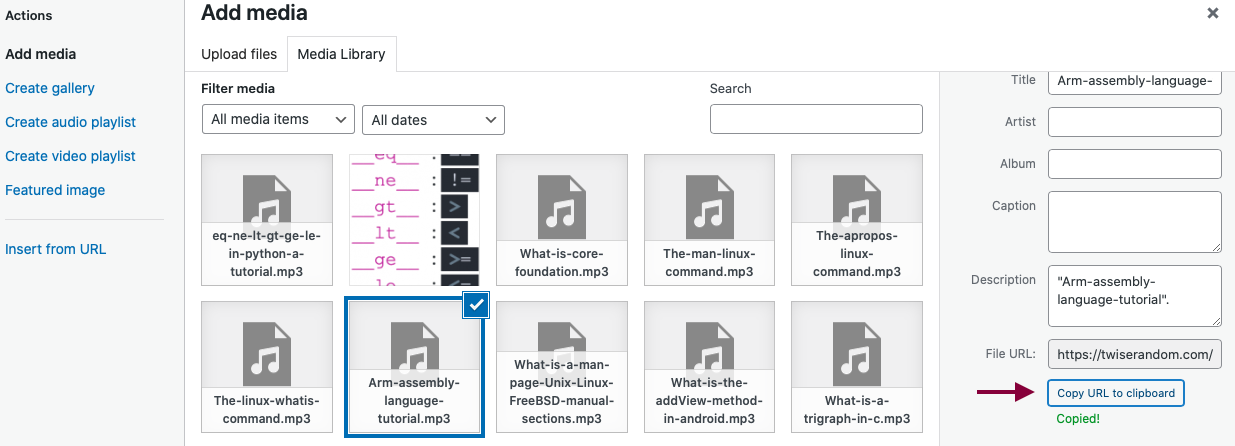 Actions
Add media
Create gallery
Create audio playlist
Create video playlist
Featured image
Insert from URL
Add media
Upload files
Media Library
Filter media
All media items
All dates
Search
eq-ne-lt-gt-ge-le-
in-python-a-
tutorial.mp3
__eq__ : ==
__ne__ : !=
__gt__ : >
__lt__ : <
__ge__ : >=
__le__ : <=
What-is-core-
foundation.mp3
The-man-linux-
command.mp3
The-apropos-
linux-
command.mp3
The-linux-whatis-
command.mp3
Arm-assembly-
language-
tutorial.mp3
What-is-a-man-
page-Unix-Linux-
FreeBSD-manual-
sections.mp3
What-is-the-
addView-method-
in-android.mp3
What-is-a-
trigraph-in-c.mp3
Title
Arm-assembly-language-
Artist
Album
Caption
Description
"Arm-assembly-
language-tutorial".
File URL:
https://twiserandom.com/
Copy URL to clipboard
Copied!